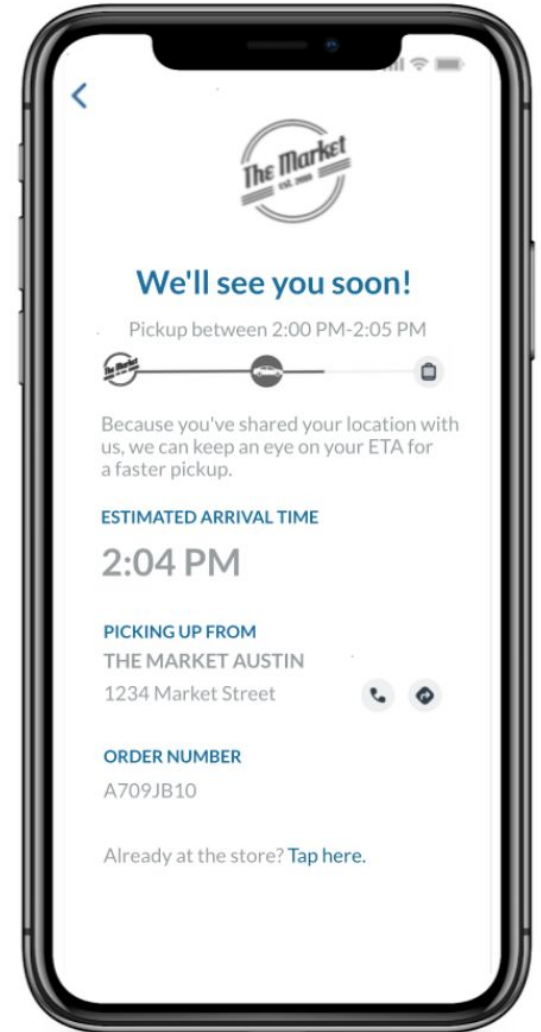 The Market
EST. 2000
We'll see you soon!
Pickup between 2:00 PM-2:05 PM
The Market
Because you've shared your location with
us, we can keep an eye on your ETA for
a faster pickup.
ESTIMATED ARRIVAL TIME
2:04 PM
PICKING UP FROM
THE MARKET AUSTIN
1234 Market Street
ORDER NUMBER
A709JB10
Already at the store? Tap here.